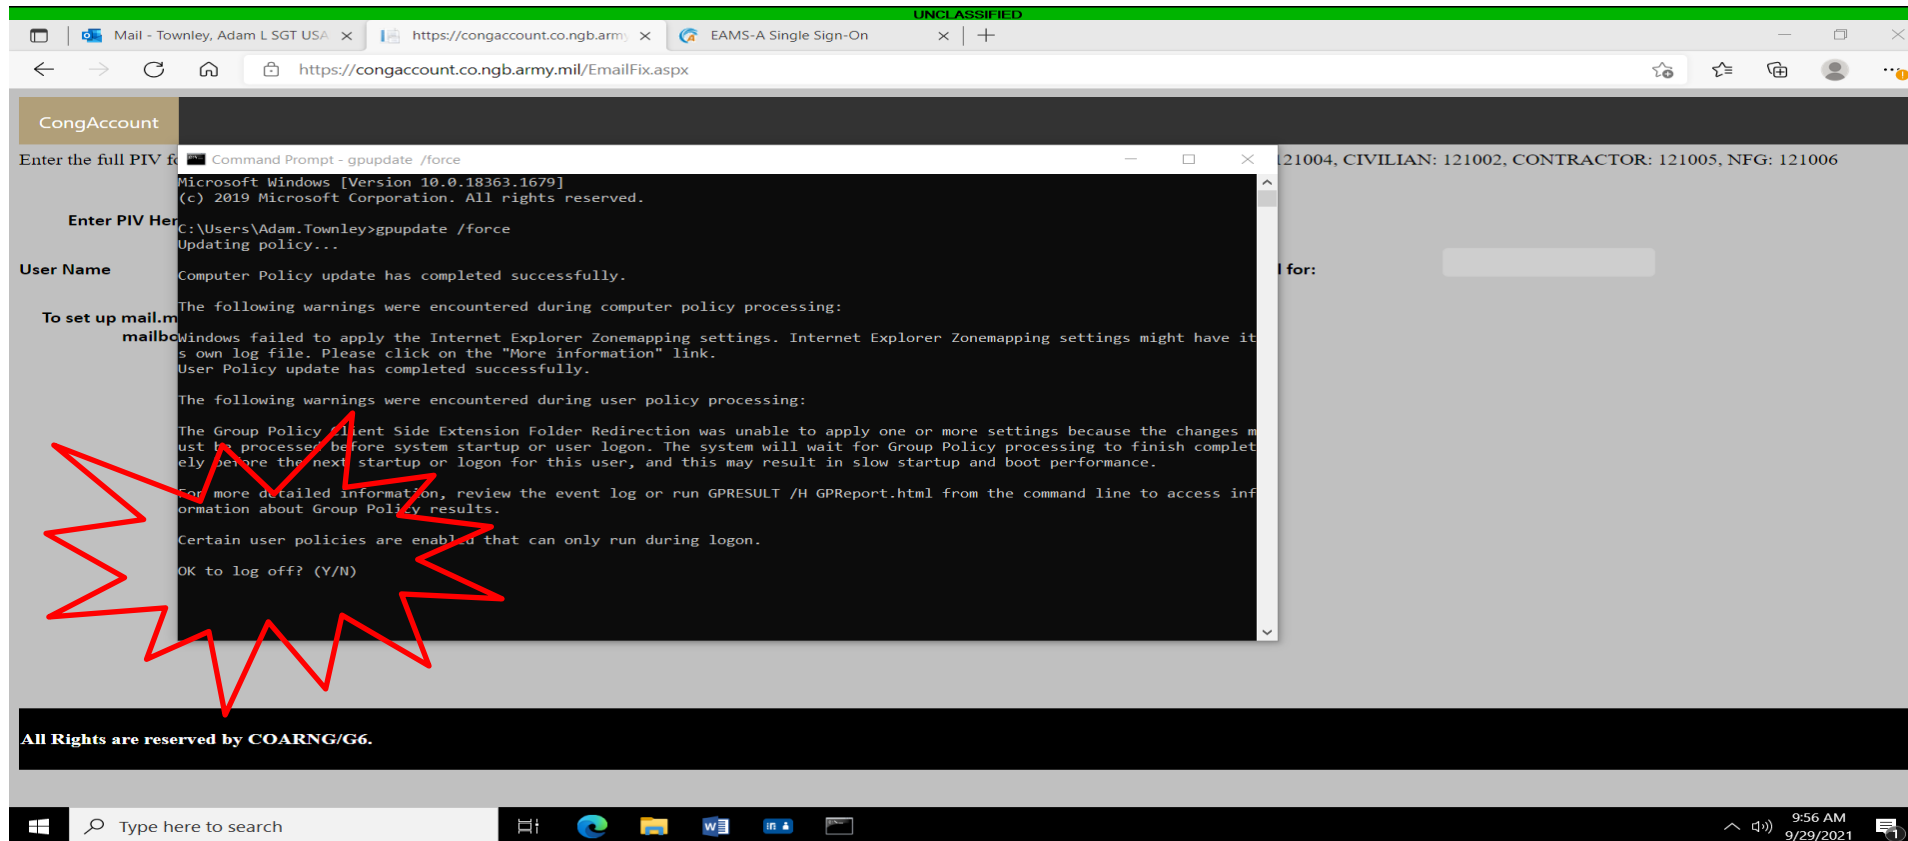 UNCLASSIFIED
Mail - Townley, Adam L SGT USA
https://congaccount.co.ngb.army
EAMS-A Single Sign-On
https://congaccount.co.ngb.army.mil/EmailFix.aspx
CongAccount
Enter the full PIV fo
121004, CIVILIAN: 121002, CONTRACTOR: 121005, NFG: 121006
Command Prompt - gpupdate /force
Microsoft Windows [Version 10.0.18363.1679]
(c) 2019 Microsoft Corporation. All rights reserved.
Enter PIV Her
C:\Users\Adam.Townley>gpupdate /force
Updating policy...
User Name
l for:
Computer Policy update has completed successfully.
The following warnings were encountered during computer policy processing:
To set up mail.m
mailbo
Windows failed to apply the Internet Explorer Zonemapping settings. Internet Explorer Zonemapping settings might have it
s own log file. Please click on the "More information" link.
User Policy update has completed successfully.
The following warnings were encountered during user policy processing:
The Group Policy Client Side Extension Folder Redirection was unable to apply one or more settings because the changes m
ust be processed before system startup or user logon. The system will wait for Group Policy processing to finish complet
ely before the next startup or logon for this user, and this may result in slow startup and boot performance.
For more detailed information, review the event log or run GPRESULT /H GPReport.html from the command line to access inf
ormation about Group Policy results.
Certain user policies are enabled that can only run during logon.
OK to log off? (Y/N)
All Rights are reserved by COARNG/G6.
Type here to search
9:56 AM
9/29/2021
1